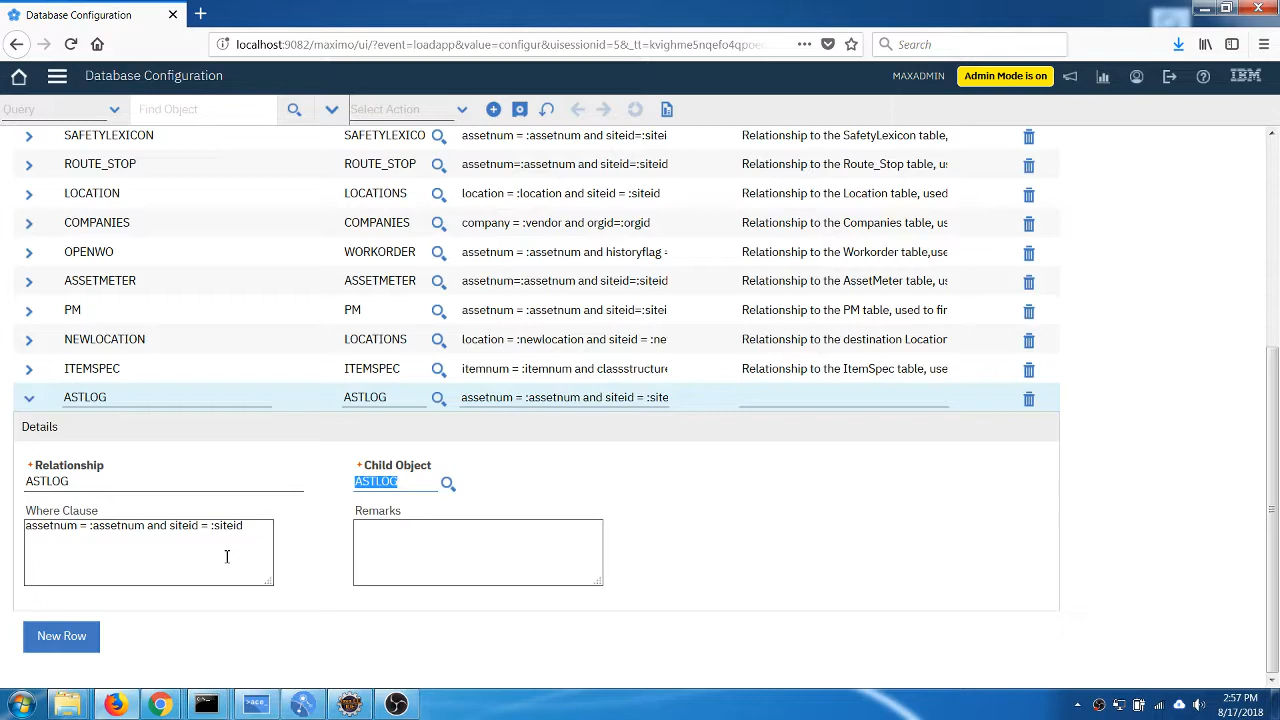 Database Configuration
localhost:9082/maximo/ui/?event=loadapp&value=configur&uisessionid=5&_tt=kvighme5nqefu4qpoe
Search
Database Configuration
MAXADMIN
Admin Mode is on
IBM
Query
Find Object
Select Action
SAFETYLEXICON SAFETYLEXICO assetnum = :assetnum and siteid=:sitei Relationship to the SafetyLexicon table,
ROUTE_STOP ROUTE_STOP assetnum=:assetnum and siteid=:siteid Relationship to the Route_Stop table, u
LOCATION LOCATIONS location = :location and siteid = :siteid Relationship to the Location table, used
COMPANIES COMPANIES company = :vendor and orgid=:orgid Relationship to the Companies table, us
OPENWO WORKORDER assetnum = :assetnum and historyflag = Relationship to the Workorder table,use
ASSETMETER ASSETMETER assetnum=:assetnum and siteid=:siteid Relationship to the AssetMeter table, u
PM PM assetnum = :assetnum and siteid=:sitei Relationship to the PM table, used to fir
NEWLOCATION LOCATIONS location = :newlocation and siteid = :ne Relationship to the destination Location
ITEMSPEC ITEMSPEC itemnum = :itemnum and classstructure Relationship to the ItemSpec table, use
ASTLOG ASTLOG assetnum = :assetnum and siteid = :site
Details
* Relationship
ASTLOG
* Child Object
ASTLOG
Where Clause
assetnum = :assetnum and siteid = :siteid
Remarks
New Row
>ace_
2:57 PM
8/17/2018